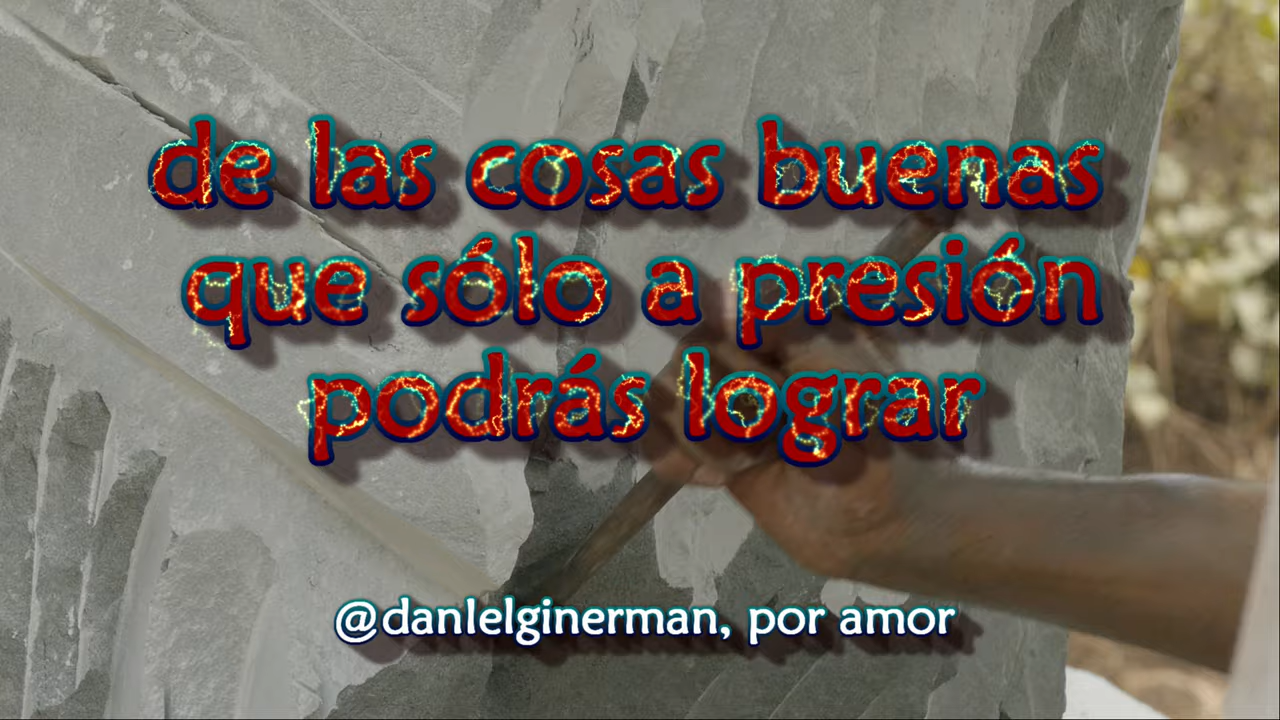 de las cosas buenas
que sólo a presión
podrás lograr
@danlelginerman, por amor